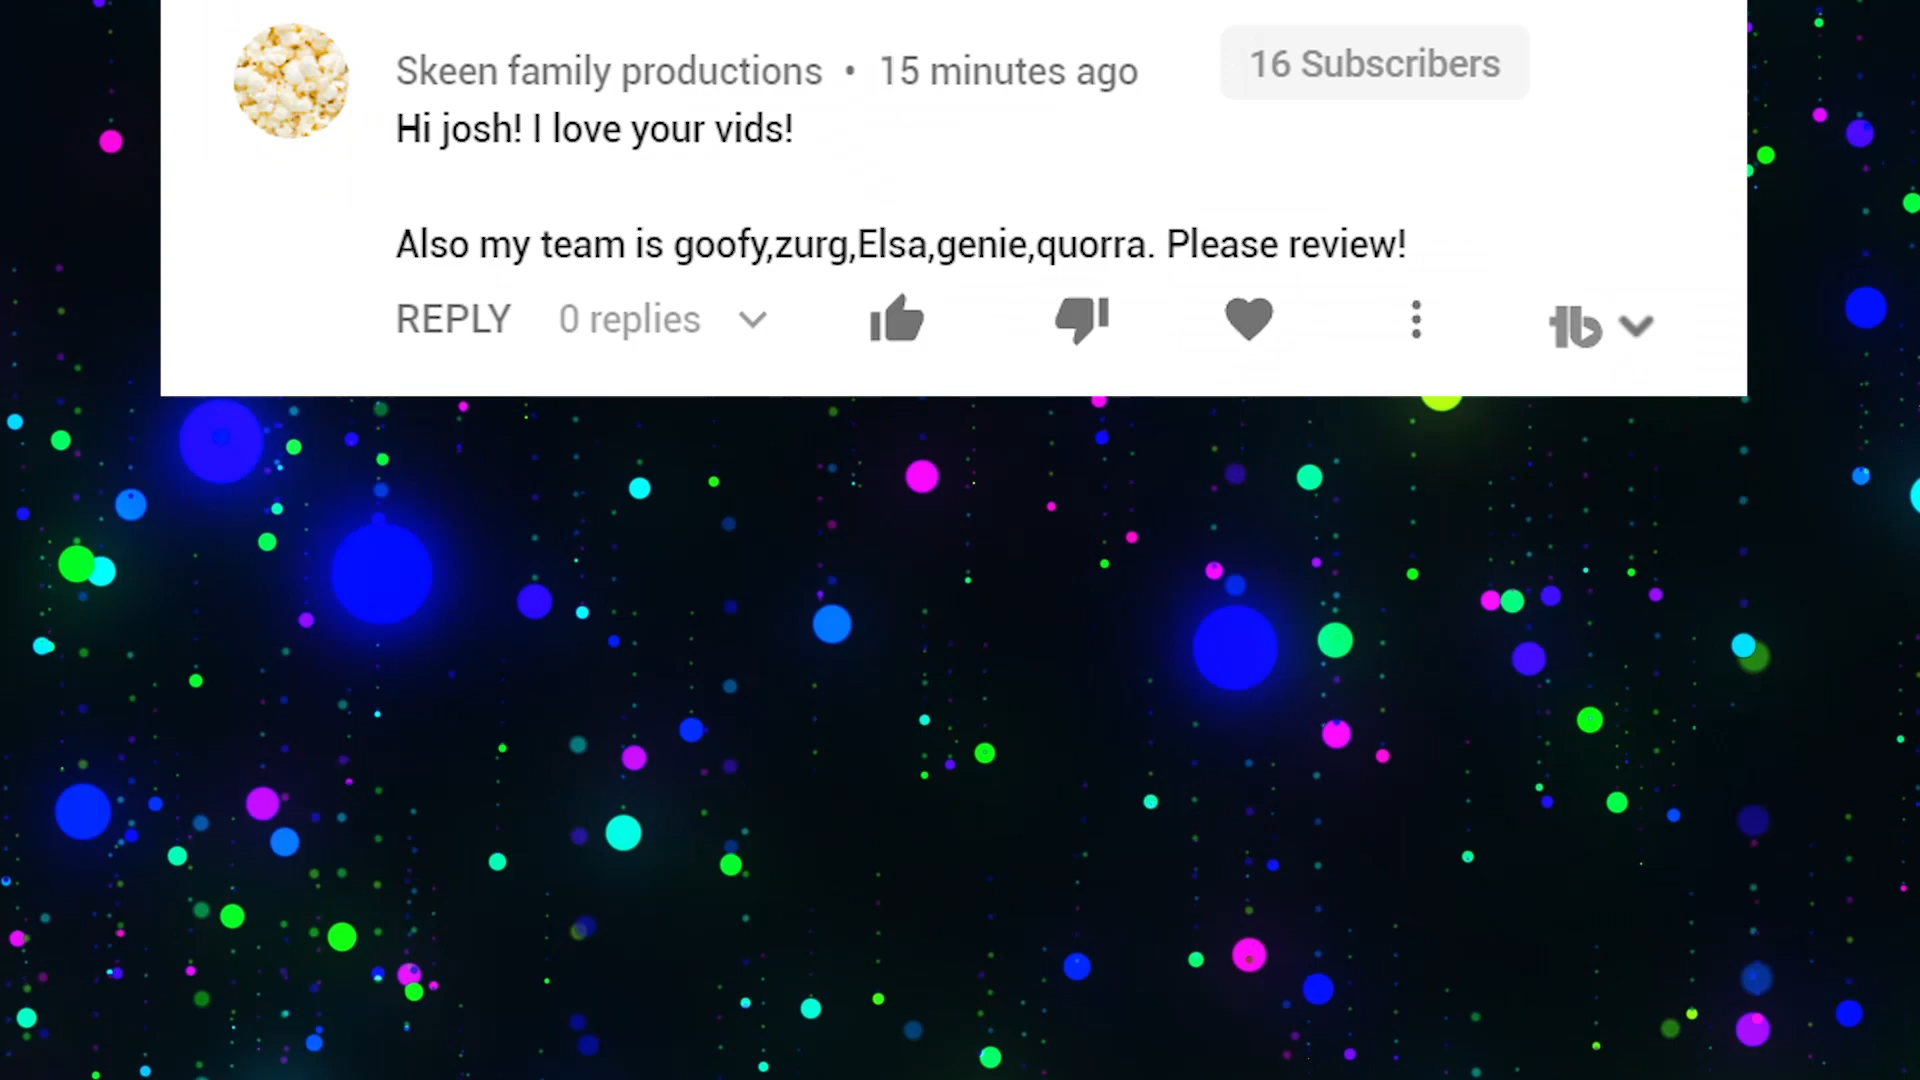 Skeen family productions • 15 minutes ago 16 Subscribers
Hi josh! I love your vids!
Also my team is goofy,zurg,Elsa,genie,quorra. Please review!
REPLY 0 replies
tb